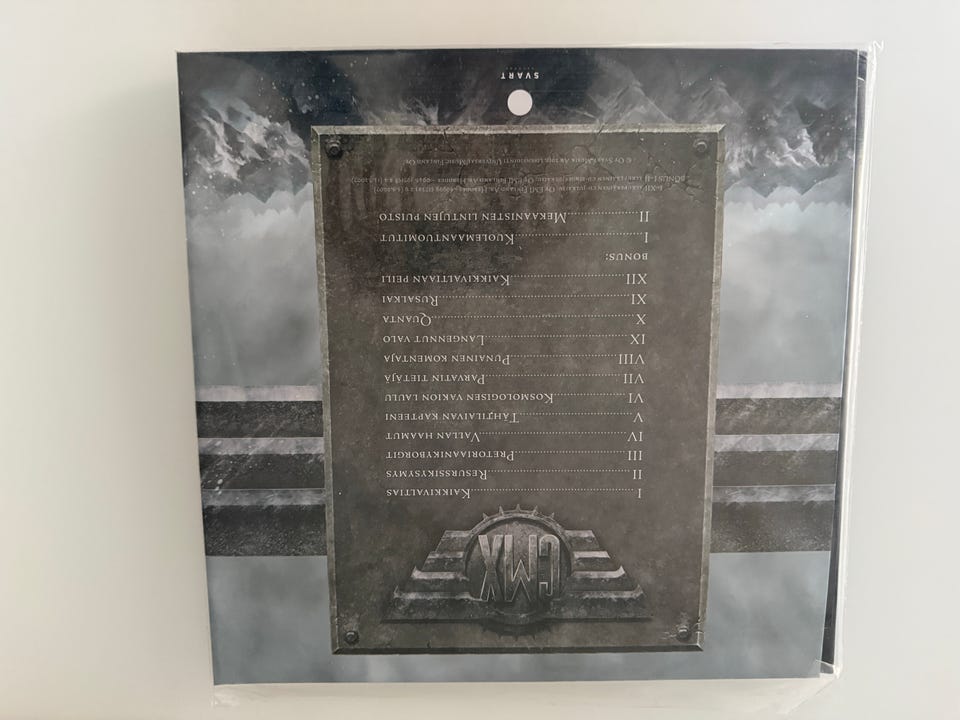 CMX
I KAIKKIVALTIAS
II RESURSSIKYSYMYS
III PRETORIAANIKYBORGIT
IV VALLAN HAAMUT
V TÄHTILAIVAN KAPTEENI
VI KOSMOLOGISEN VAKION LAULU
VII PARVATIN TIETÄJÄ
VIII PUNAINEN KOMENTAJA
IX LANGENNUT VALO
X QUANTA
XI RUSALKAI
XII KAIKKIVALTIAAN PEILI
BONUS:
I KUOLEMAANTUOMITUT
II MEKAANISTEN LINTUJEN PUISTO
SVART